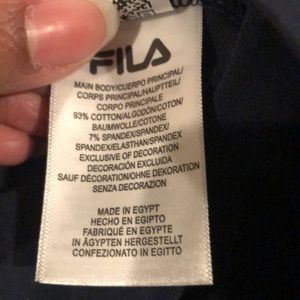 FILA
MAIN BODY/CUERPO PRINCIPAL/
CORPS PRINCIPAL/HAUPTTEIL/
CORPO PRINCIPALE
93% COTTON/ALGODÓN/COTON/
BAUMWOLLE/COTONE
7% SPANDEX/SPANDEX/
SPANDEX/ELASTHAN/SPANDEX
EXCLUSIVE OF DECORATION
DECORACIÓN EXCLUIDA
SAUF DÉCORATION/OHNE DEKORATION
SENZA DECORAZION
MADE IN EGYPT
HECHO EN EGIPTO
FABRIQUÉ EN EGYPTE
IN ÄGYPTEN HERGESTELLT
CONFEZIONATO IN EGITTO